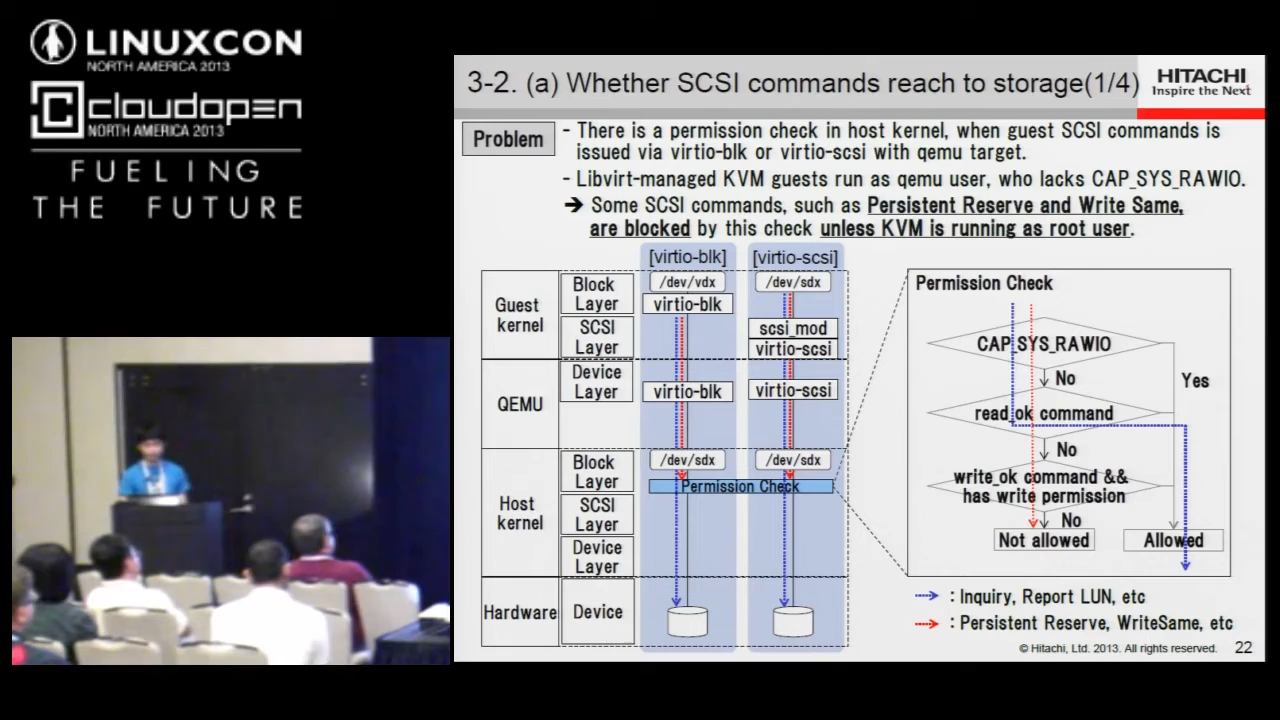 LINUXCON
NORTH AMERICA 2013
cloudopen
NORTH AMERICA 2013
FUELING
THE FUTURE
3-2. (a) Whether SCSI commands reach to storage(1/4)
HITACHI
Inspire the Next
Problem
- There is a permission check in host kernel, when guest SCSI commands is
issued via virtio-blk or virtio-scsi with qemu target.
- Libvirt-managed KVM guests run as qemu user, who lacks CAP_SYS_RAWIO.
➔ Some SCSI commands, such as Persistent Reserve and Write Same,
are blocked by this check unless KVM is running as root user.
[virtio-blk]
[virtio-scsi]
Guest
kernel
Block
Layer
/dev/vdx
virtio-blk
/dev/sdx
SCSI
Layer
scsi_mod
virtio-scsi
QEMU
Device
Layer
virtio-blk
virtio-scsi
Host
kernel
Block
Layer
/dev/sdx
/dev/sdx
Permission Check
SCSI
Layer
Device
Layer
Hardware
Device
Permission Check
CAP_SYS_RAWIO
No
Yes
read_ok command
No
write_ok command &&
has write permission
No
Not allowed
Allowed
: Inquiry, Report LUN, etc
: Persistent Reserve, WriteSame, etc
© Hitachi, Ltd. 2013. All rights reserved.
22